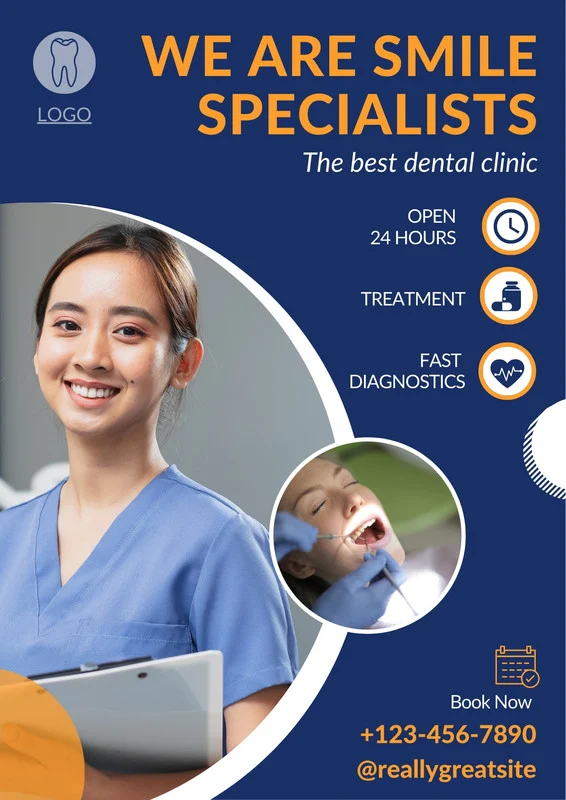 LOGO
WE ARE SMILE
SPECIALISTS
The best dental clinic
OPEN
24 HOURS
TREATMENT
FAST
DIAGNOSTICS
Book Now
+123-456-7890
@reallygreatsite